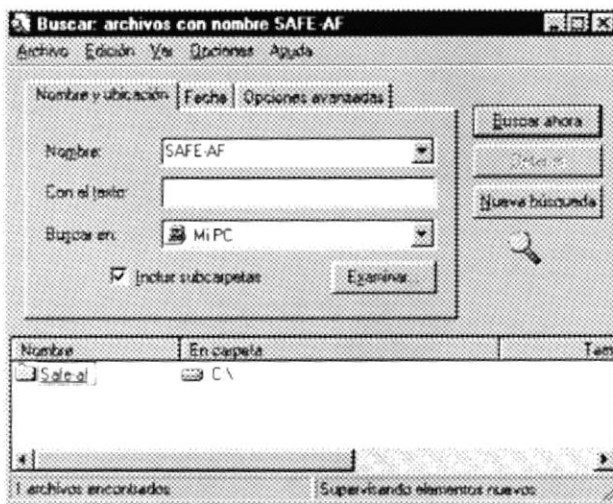 Buscar: archivos con nombre SAFE-AF
Archivo Edición Ver Opciones Ayuda
Nombre y ubicación Fecha Opciones avanzadas
Nombre: SAFE-AF
Con el texto:
Buscar en: Mi PC
Incluir subcarpetas Examinar...
Buscar ahora
Detener
Nueva búsqueda
Nombre En carpeta Tam
Safe-af C:\
1 archivos encontrados Supervisando elementos nuevos